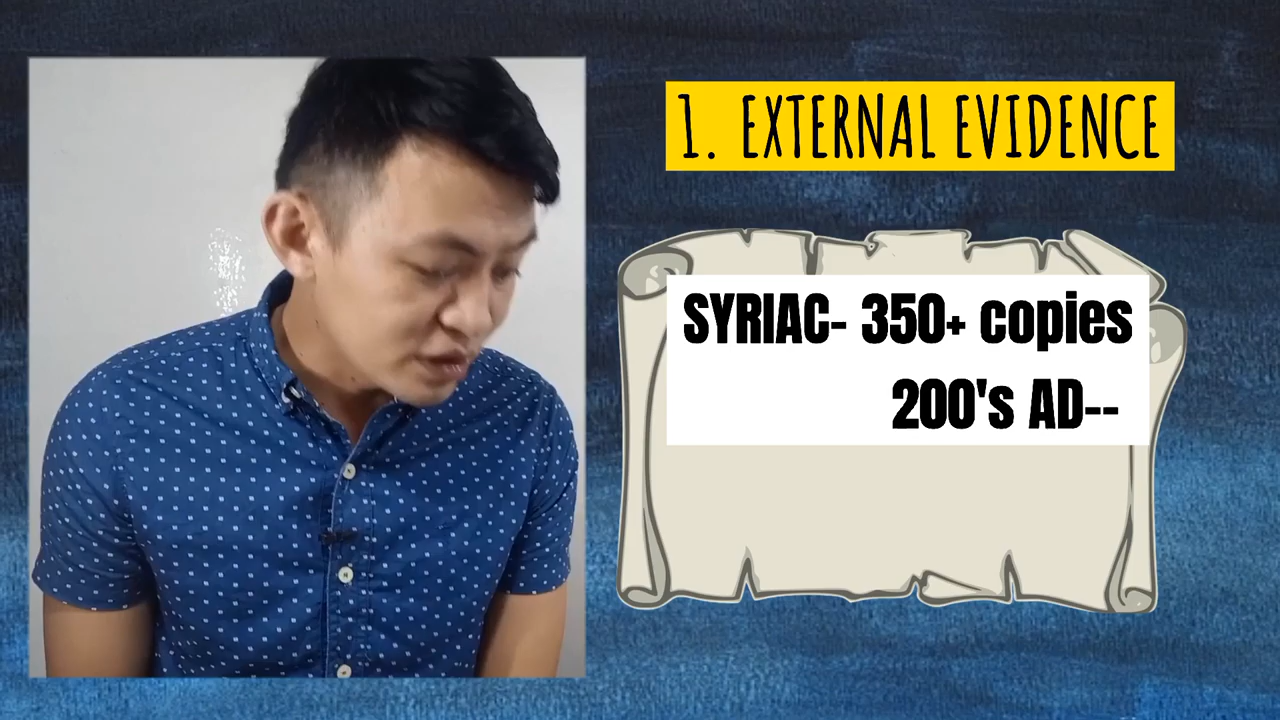 1. EXTERNAL EVIDENCE
SYRIAC- 350+ copies
200's AD--